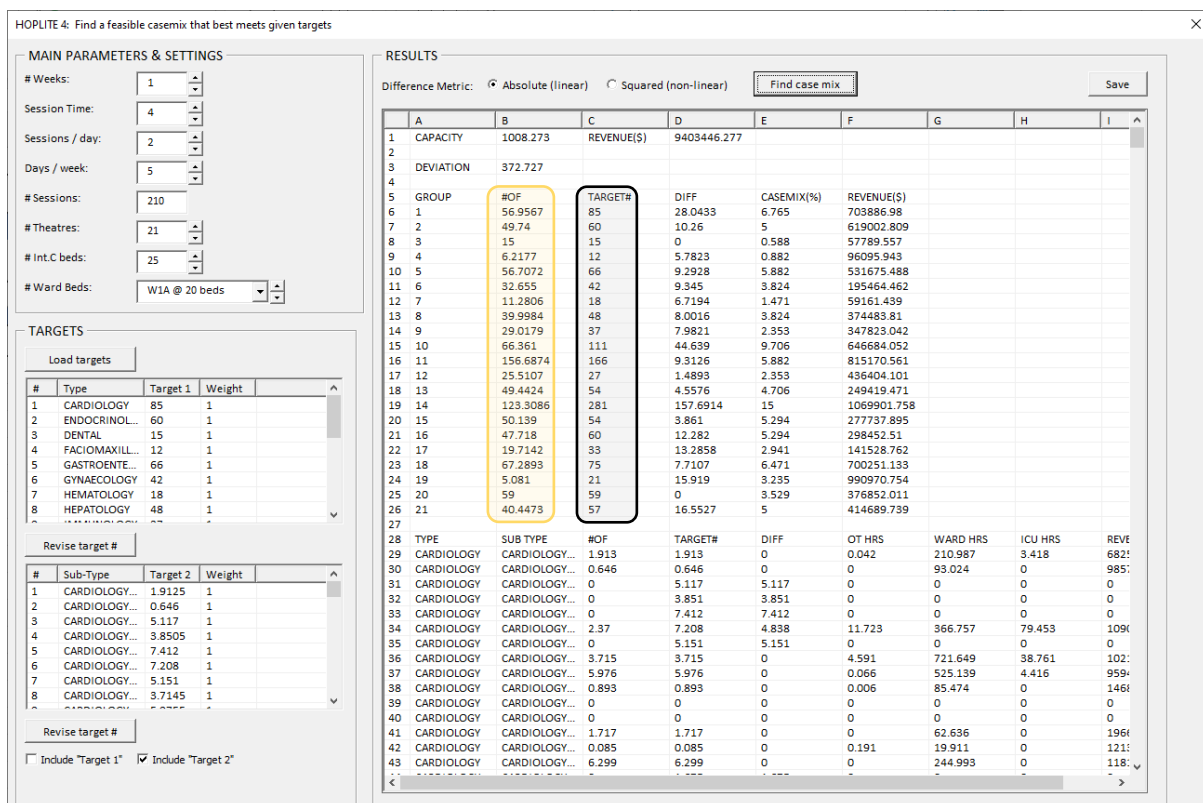 HOPLITE 4: Find a feasible casemix that best meets given targets
MAIN PARAMETERS & SETTINGS
# Weeks: 1
Session Time: 4
Sessions / day: 2
Days / week: 5
# Sessions: 210
# Theatres: 21
# Int.C beds: 25
# Ward Beds: W1A @ 20 beds
TARGETS
Load targets
# Type Target 1 Weight
1 CARDIOLOGY 85 1
2 ENDOCRINOL... 60 1
3 DENTAL 15 1
4 FACIOMAXILL... 12 1
5 GASTROENTE... 66 1
6 GYNAECOLOGY 42 1
7 HEMATOLOGY 18 1
8 HEPATOLOGY 48 1
Revise target #
# Sub-Type Target 2 Weight
1 CARDIOLOGY... 1.9125 1
2 CARDIOLOGY... 0.646 1
3 CARDIOLOGY... 5.117 1
4 CARDIOLOGY... 3.8505 1
5 CARDIOLOGY... 7.412 1
6 CARDIOLOGY... 7.208 1
7 CARDIOLOGY... 5.151 1
8 CARDIOLOGY... 3.7145 1
Revise target #
Include "Target 1" Include "Target 2"
RESULTS
Difference Metric: Absolute (linear) Squared (non-linear) Find case mix Save
A B C D E F G H I
1 CAPACITY 1008.273 REVENUE($) 9403446.277
2
3 DEVIATION 372.727
4
5 GROUP #OF TARGET# DIFF CASEMIX(%) REVENUE($)
6 1 56.9567 85 28.0433 6.765 703886.98
7 2 49.74 60 10.26 5 619002.809
8 3 15 15 0 0.588 57789.557
9 4 6.2177 12 5.7823 0.882 96095.943
10 5 56.7072 66 9.2928 5.882 531675.488
11 6 32.655 42 9.345 3.824 195464.462
12 7 11.2806 18 6.7194 1.471 59161.439
13 8 39.9984 48 8.0016 3.824 374483.81
14 9 29.0179 37 7.9821 2.353 347823.042
15 10 66.361 111 44.639 9.706 646684.052
16 11 156.6874 166 9.3126 5.882 815170.561
17 12 25.5107 27 1.4893 2.353 436404.101
18 13 49.4424 54 4.5576 4.706 249419.471
19 14 123.3086 281 157.6914 15 1069901.758
20 15 50.139 54 3.861 5.294 277737.895
21 16 47.718 60 12.282 5.294 298452.51
22 17 19.7142 33 13.2858 2.941 141528.762
23 18 67.2893 75 7.7107 6.471 700251.133
24 19 5.081 21 15.919 3.235 990970.754
25 20 59 59 0 3.529 376852.011
26 21 40.4473 57 16.5527 5 414689.739
27
28 TYPE SUB TYPE #OF TARGET# DIFF OT HRS WARD HRS ICU HRS REVE
29 CARDIOLOGY CARDIOLOGY... 1.913 1.913 0 0.042 210.987 3.418 6825
30 CARDIOLOGY CARDIOLOGY... 0.646 0.646 0 0 93.024 0 9857
31 CARDIOLOGY CARDIOLOGY... 0 5.117 5.117 0 0 0 0
32 CARDIOLOGY CARDIOLOGY... 0 3.851 3.851 0 0 0 0
33 CARDIOLOGY CARDIOLOGY... 0 7.412 7.412 0 0 0 0
34 CARDIOLOGY CARDIOLOGY... 2.37 7.208 4.838 11.723 366.757 79.453 1090
35 CARDIOLOGY CARDIOLOGY... 0 5.151 5.151 0 0 0 0
36 CARDIOLOGY CARDIOLOGY... 3.715 3.715 0 4.591 721.649 38.761
37 CARDIOLOGY CARDIOLOGY... 5.976 5.976 0 0.066 525.139 4.416 9594
38 CARDIOLOGY CARDIOLOGY... 0.893 0.893 0 0.006 85.474 0 1468
39 CARDIOLOGY CARDIOLOGY... 0 0 0 0 0 0 0
40 CARDIOLOGY CARDIOLOGY... 0 0 0 0 0 0 0
41 CARDIOLOGY CARDIOLOGY... 1.717 1.717 0 0 62.636 0 1966
42 CARDIOLOGY CARDIOLOGY... 0.085 0.085 0 0.191 19.911 0
43 CARDIOLOGY CARDIOLOGY... 6.299 6.299 0 0 244.993 0